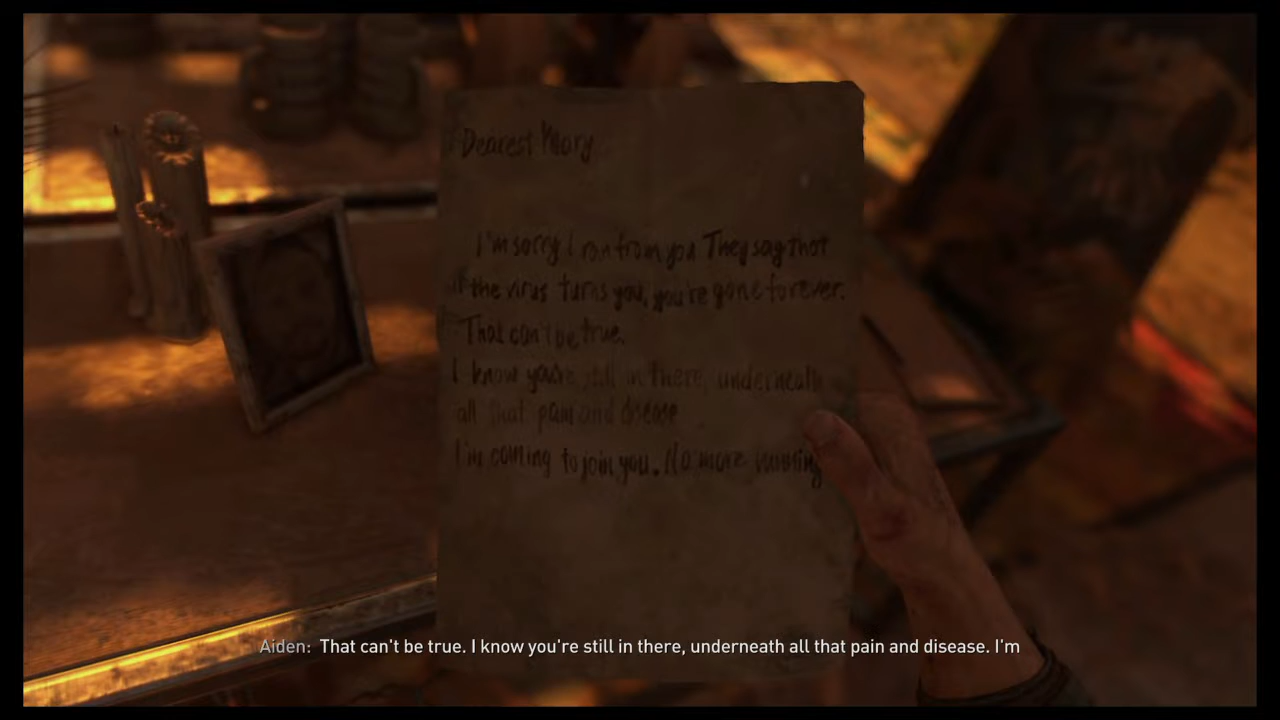 Dearest Mary
I'm sorry I ran from you They say that
if the virus turns you, you're gone forever.
That can't be true.
I know you're still in there, underneath
all that pain and disease
I'm coming to join you. No more running
Aiden: That can't be true. I know you're still in there, underneath all that pain and disease. I'm